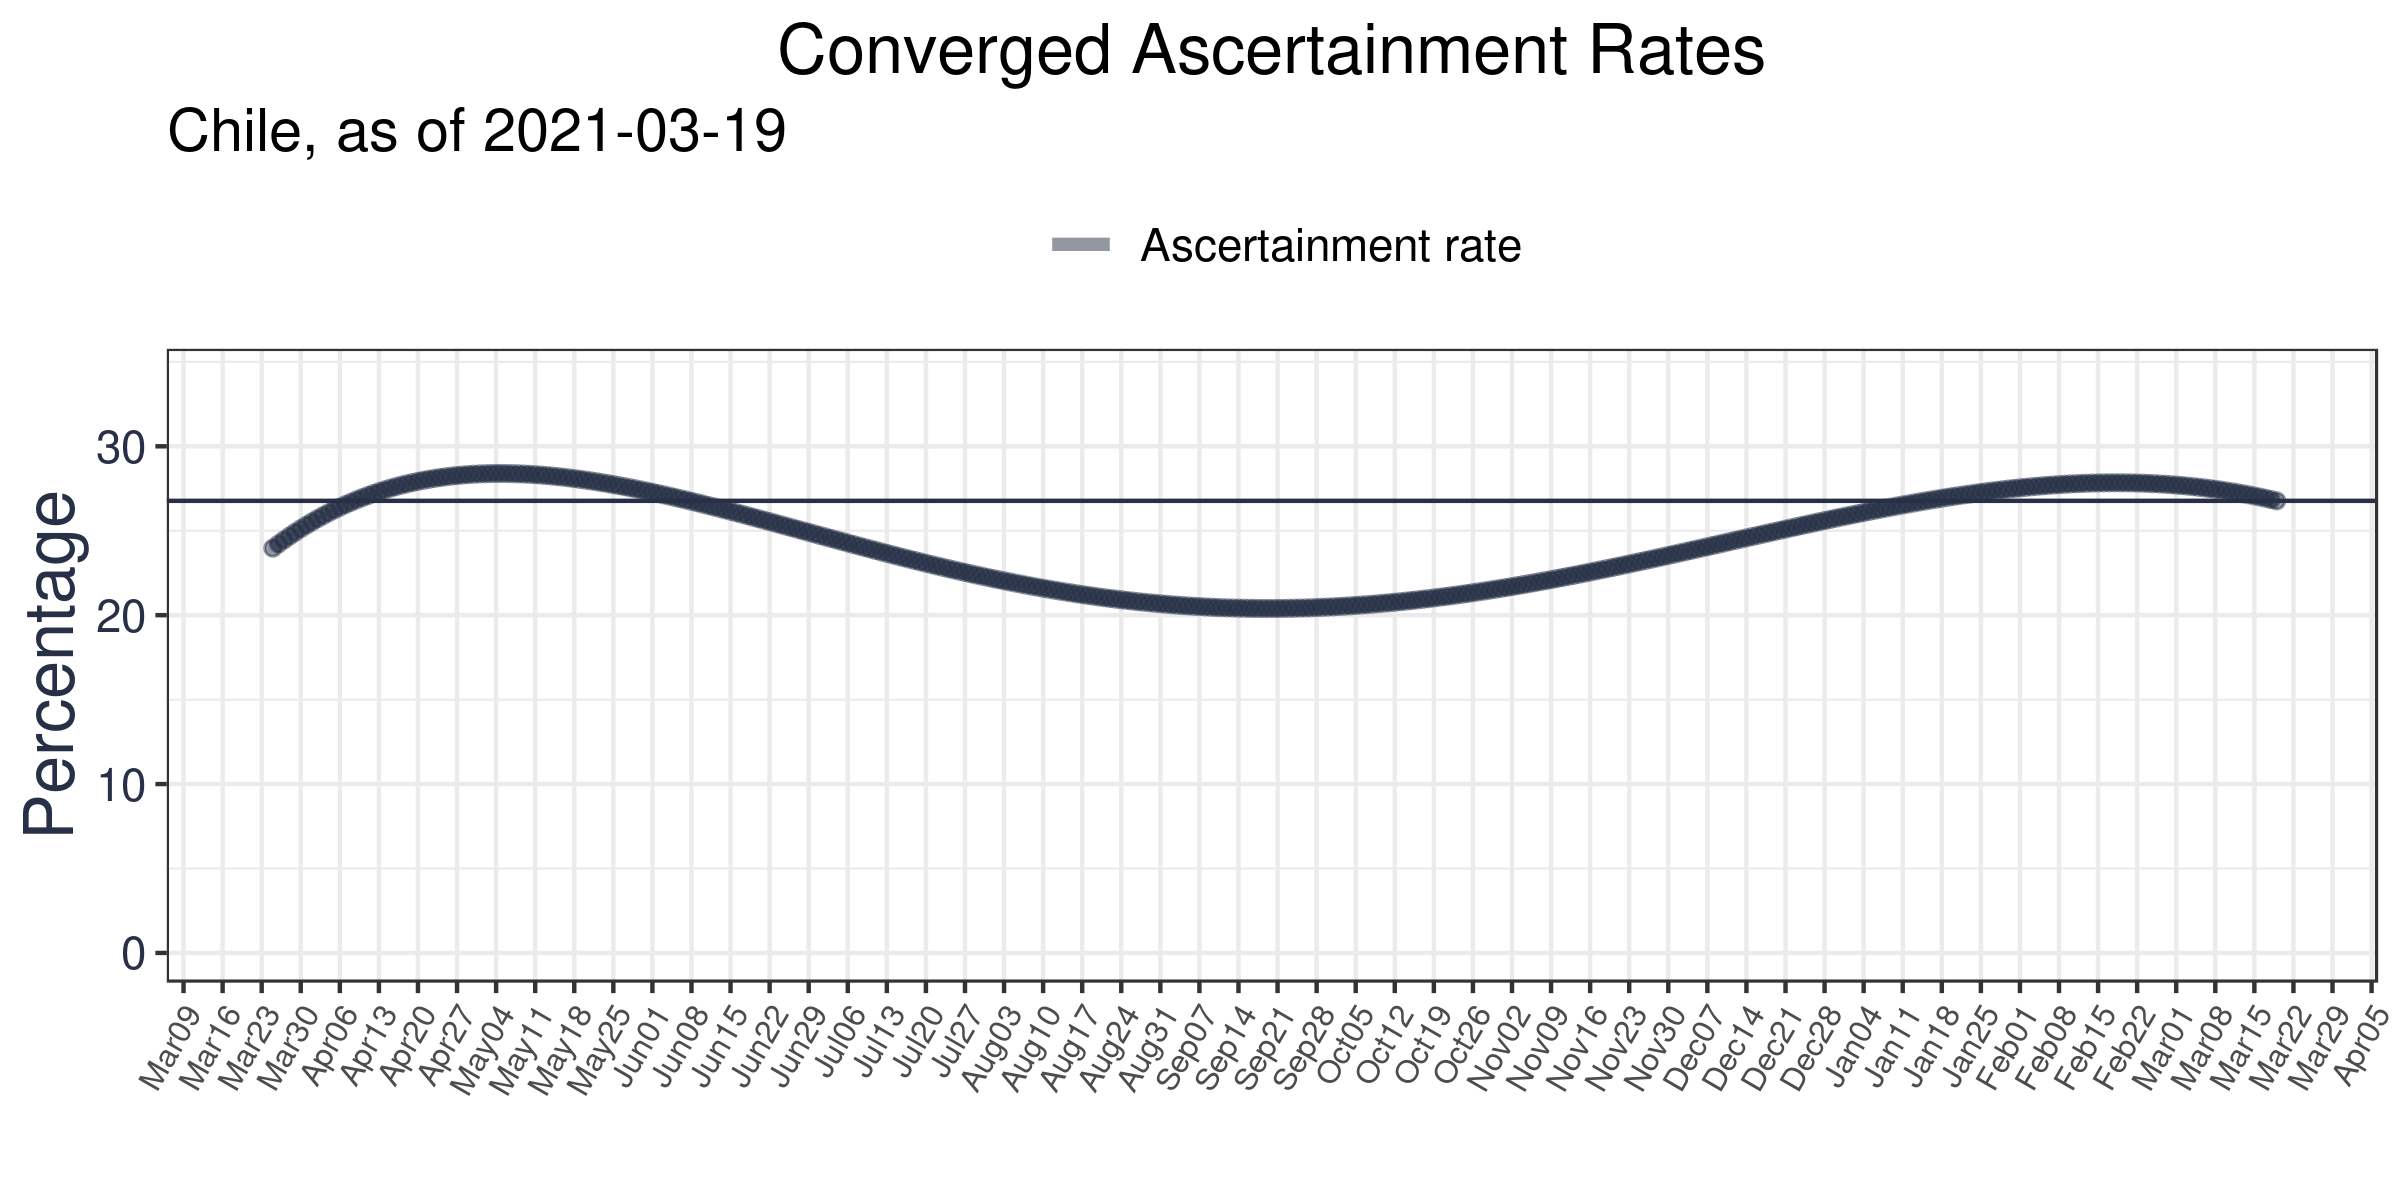 Converged Ascertainment Rates
Chile, as of 2021-03-19
Ascertainment rate
Percentage
30
20
10
0
Mar09
Mar16
Mar23
Mar30
Apr06
Apr13
Apr20
Apr27
May04
May11
May18
May25
Jun01
Jun08
Jun15
Jun22
Jun29
Jul06
Jul13
Jul20
Jul27
Aug03
Aug10
Aug17
Aug24
Aug31
Sep07
Sep14
Sep21
Sep28
Oct05
Oct12
Oct19
Oct26
Nov02
Nov09
Nov16
Nov23
Nov30
Dec07
Dec14
Dec21
Dec28
Jan04
Jan11
Jan18
Jan25
Feb01
Feb08
Feb15
Feb22
Mar01
Mar08
Mar15
Mar22
Mar29
Apr05